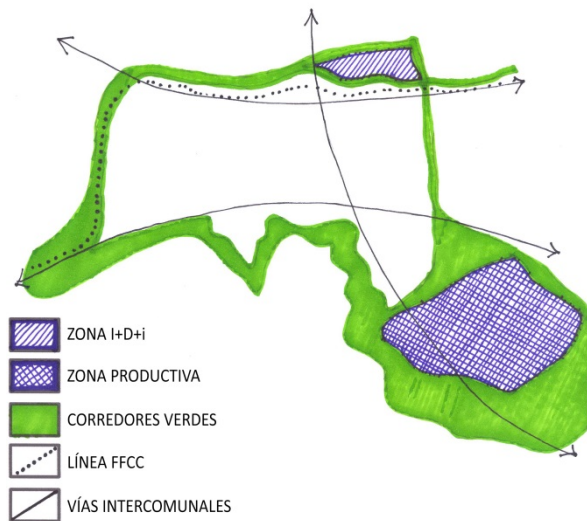 ZONA I+D+i
ZONA PRODUCTIVA
CORREDORES VERDES
LÍNEA FFCC
VÍAS INTERCOMUNALES